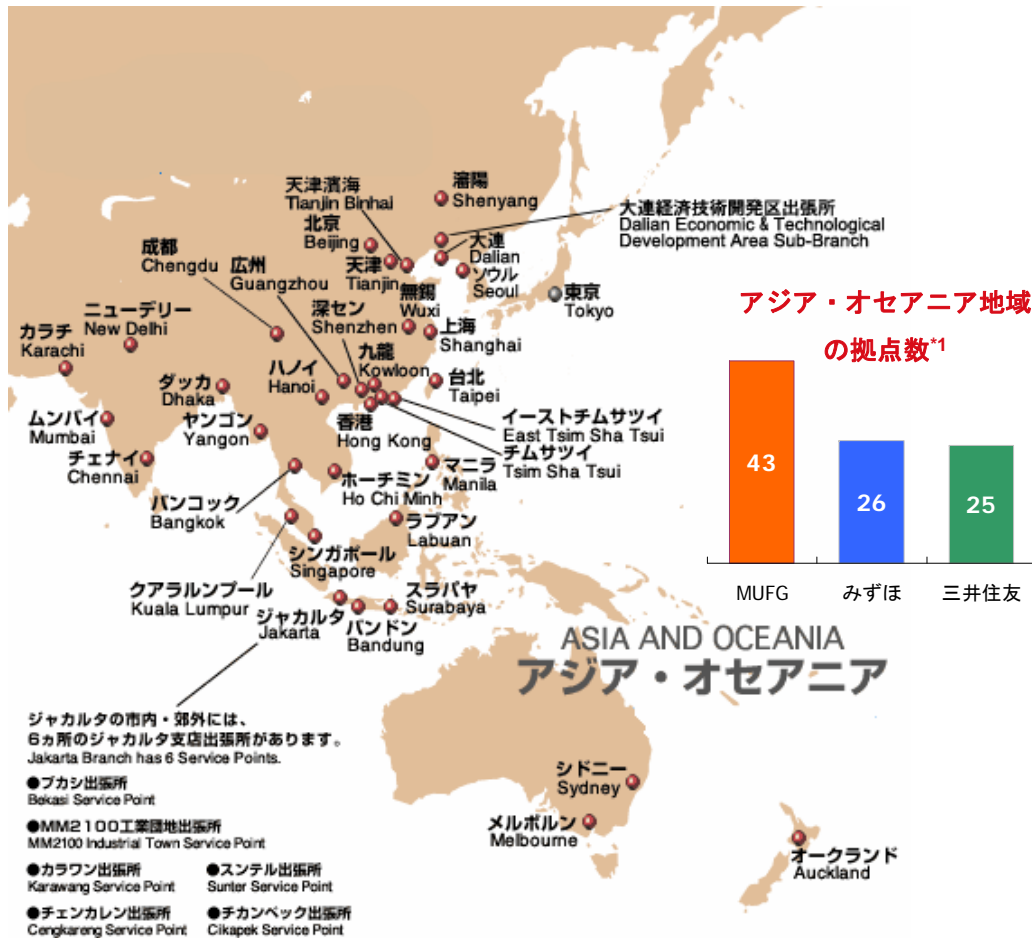 天津濱海
Tianjin Binhai
瀋陽
Shenyang
大連経済技術開発区出張所
Dalian Economic & Technological
Development Area Sub-Branch
北京
Beijing
成都
Chengdu
広州
Guangzhou
天津
Tianjin
大連
Dalian
ソウル
Seoul
東京
Tokyo
無錫
Wuxi
深セン
Shenzhen
上海
Shanghai
ニューデリー
New Delhi
カラチ
Karachi
九龍
Kowloon
ハノイ
Hanoi
台北
Taipei
ダッカ
Dhaka
ムンバイ
Mumbai
ヤンゴン
Yangon
香港
Hong Kong
イーストチムサツイ
East Tsim Sha Tsui
チムサツイ
Tsim Sha Tsui
チェナイ
Chennai
マニラ
Manila
ホーチミン
Ho Chi Minh
バンコック
Bangkok
ラブアン
Labuan
シンガポール
Singapore
クアラルンプール
Kuala Lumpur
ジャカルタ
Jakarta
スラバヤ
Surabaya
バンドン
Bandung
アジア・オセアニア地域
の拠点数*1
43
26
25
MUFG
みずほ
三井住友
ASIA AND OCEANIA
アジア・オセアニア
ジャカルタの市内・郊外には、
6ヵ所のジャカルタ支店出張所があります。
Jakarta Branch has 6 Service Points.
●ブカシ出張所
Bekasi Service Point
●MM2100工業団地出張所
MM2100 Industrial Town Service Point
●カラワン出張所
Karawang Service Point
●スンテル出張所
Sunter Service Point
●チェンカレン出張所
Cengkareng Service Point
●チカンペック出張所
Cikapek Service Point
シドニー
Sydney
メルボルン
Melbourne
オークランド
Auckland